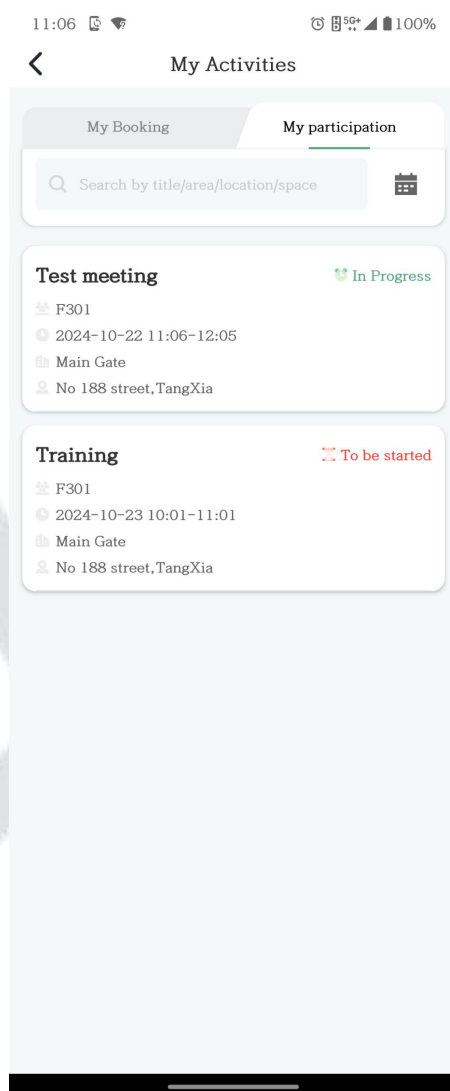 11:06 5G+ 100%
My Activities
My Booking My participation
Search by title/area/location/space
Test meeting In Progress
F301
2024-10-22 11:06-12:05
Main Gate
No 188 street,TangXia
Training To be started
F301
2024-10-23 10:01-11:01
Main Gate
No 188 street,TangXia